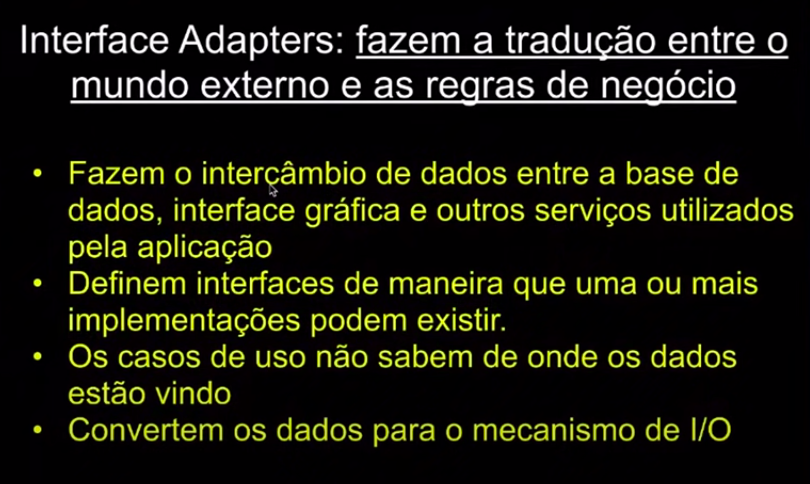 Interface Adapters: fazem a tradução entre o
mundo externo e as regras de negócio
• Fazem o intercâmbio de dados entre a base de
dados, interface gráfica e outros serviços utilizados
pela aplicação
• Definem interfaces de maneira que uma ou mais
implementações podem existir.
• Os casos de uso não sabem de onde os dados
estão vindo
• Convertem os dados para o mecanismo de I/O